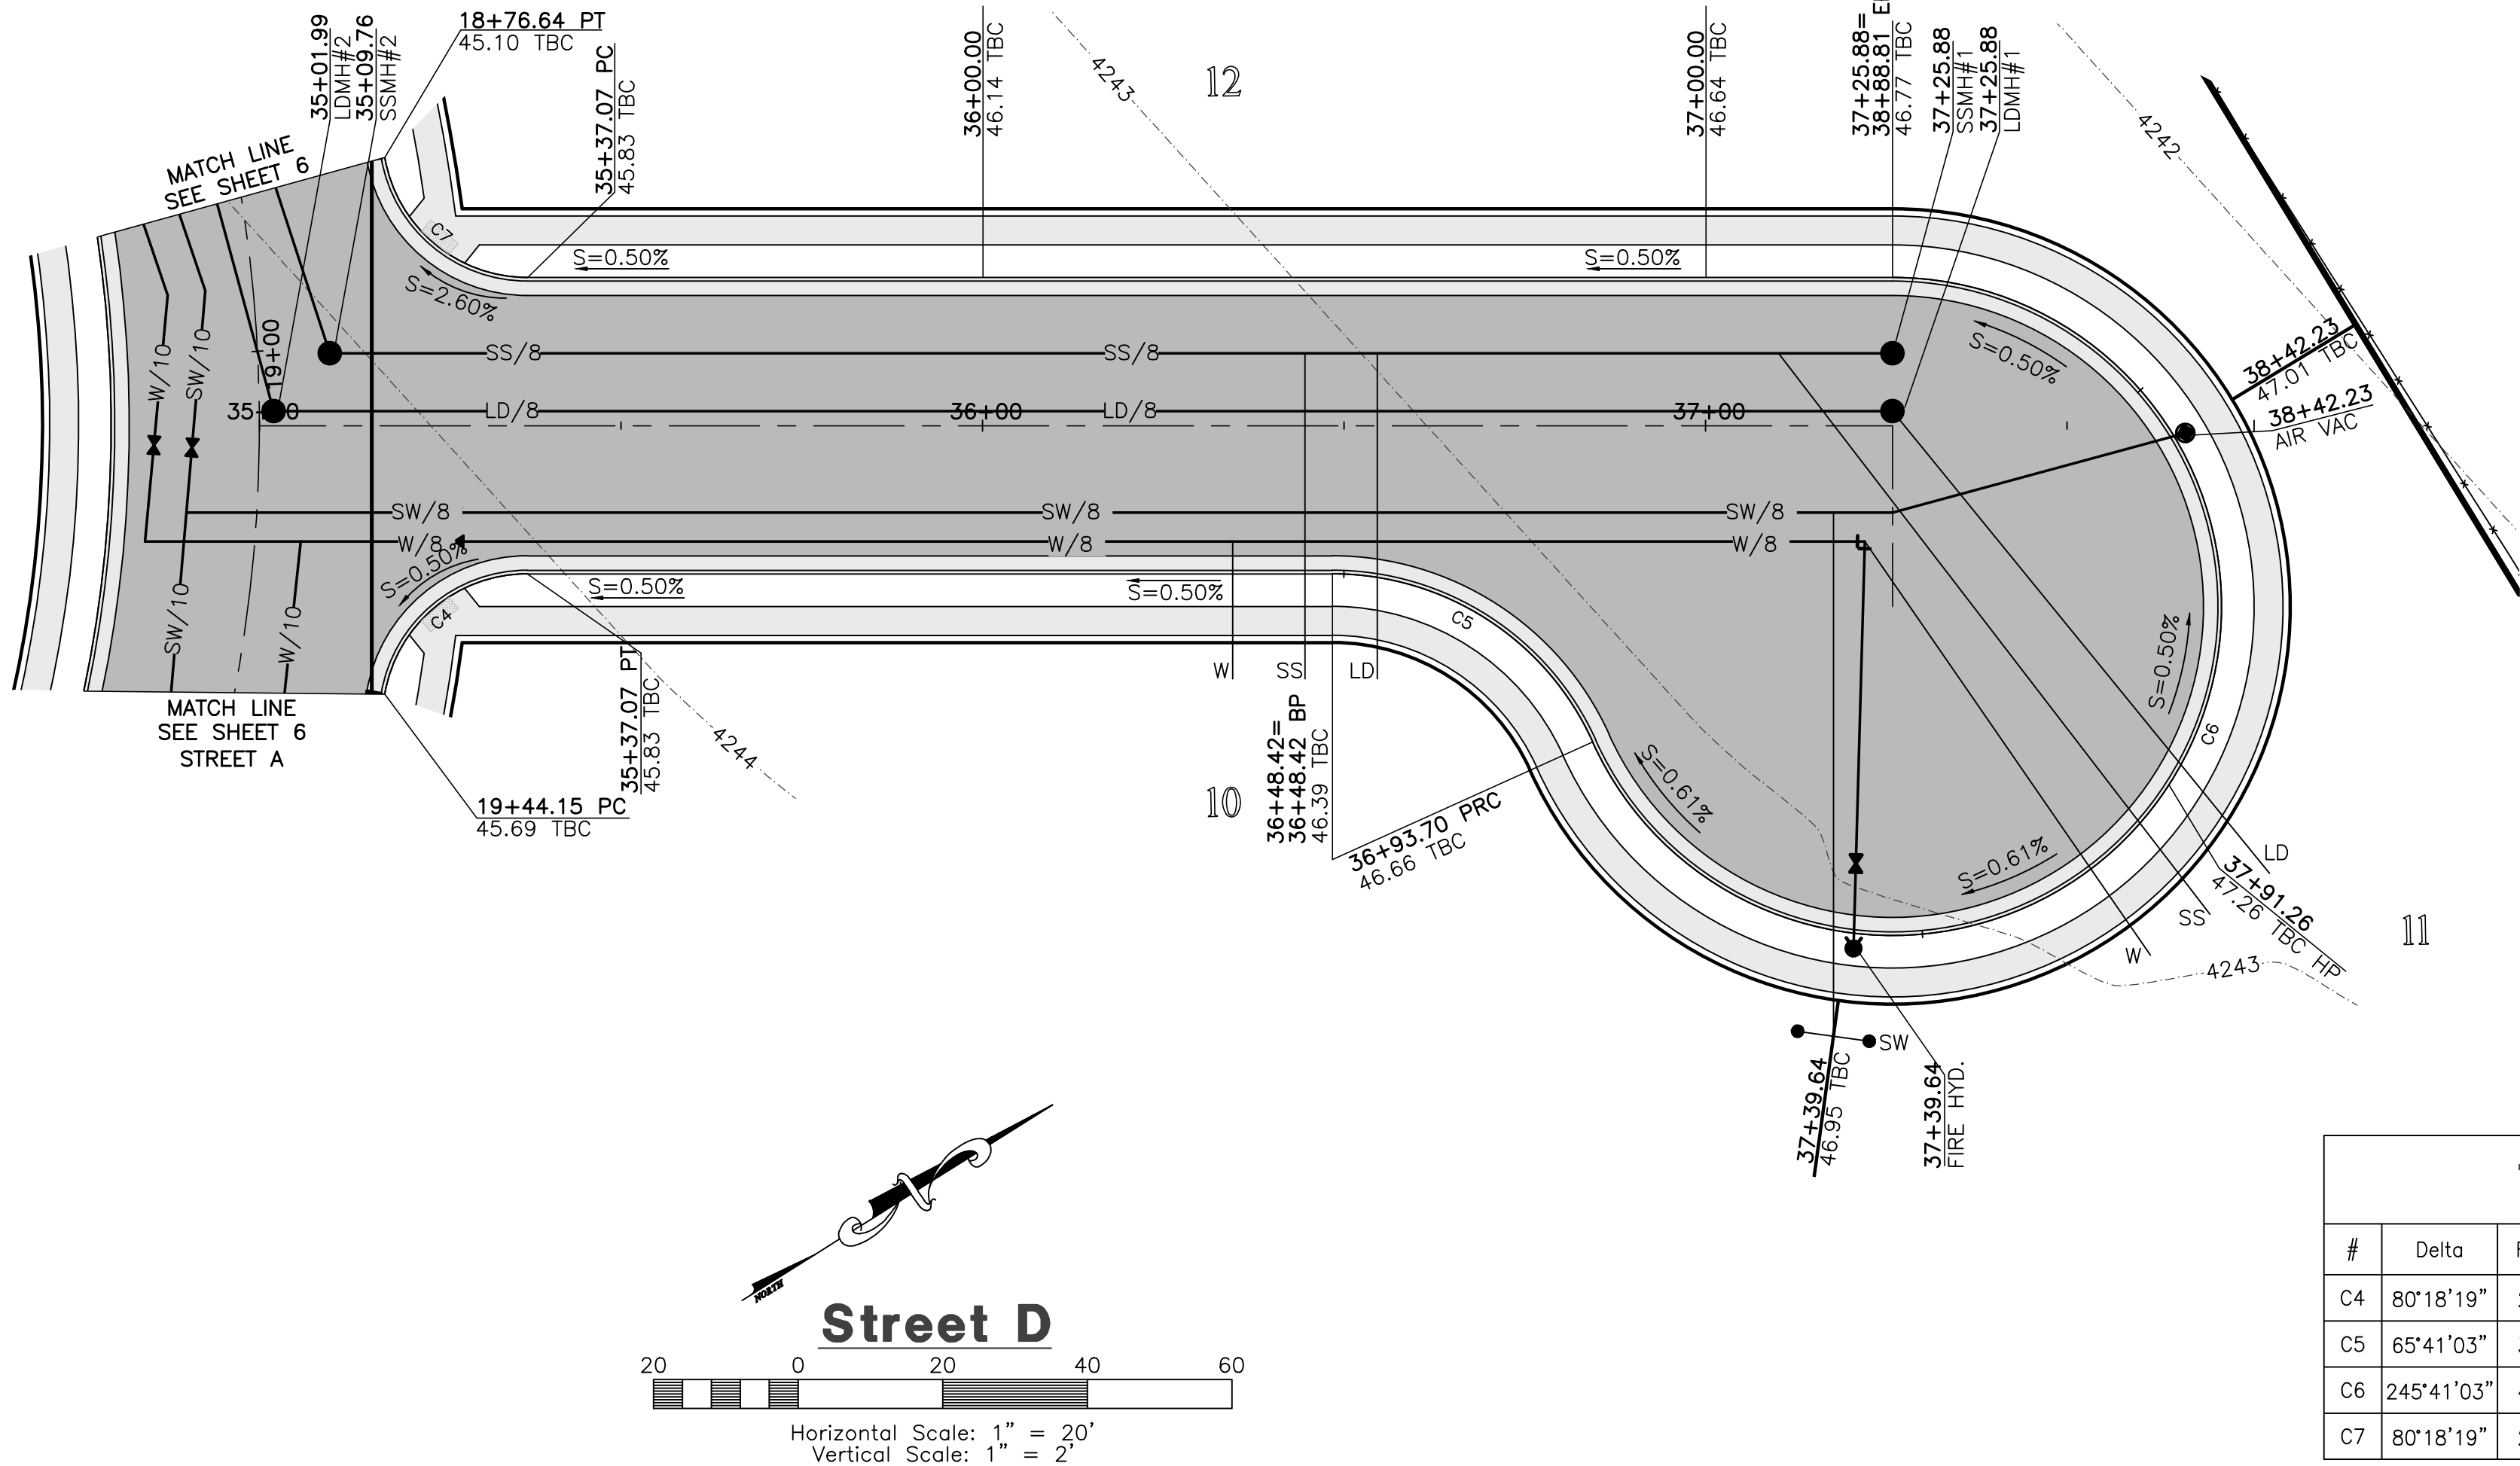 35+01.99
LDMH#2
35+09.76
SSMH#2
18+76.64 PT
45.10 TBC
35+37.07 PC
45.83 TBC
36+00.00
46.14 TBC
4243
12
37+00.00
46.64 TBC
37+25.88=
38+88.81
46.77 TBC
37+25.88
SSMH#1
37+25.88
LDMH#1
4242
MATCH LINE
SEE SHEET 6
C7
S=0.50%
S=0.50%
S=2.60%
S=0.50%
38+42.23
47.01 TBC
38+42.23
AIR VAC
W/10
SW/10
19+00
SS/8
SS/8
LD/8
36+00
LD/8
37+00
SW/8
SW/8
SW/8
W/8
W/8
W/8
S=0.50%
S=0.50%
S=0.50%
C4
C5
SW/10
W/10
W
SS
LD
S=0.50%
C6
MATCH LINE
SEE SHEET 6
STREET A
35+37.07 PT
45.83 TBC
4244
19+44.15 PC
45.69 TBC
10
36+48.42=
36+48.42 BP
46.39 TBC
36+93.70 PRC
46.66 TBC
S=0.61%
S=0.61%
LD
SS
W
37+91.26
47.26 TBC HP
11
4243
SW
37+39.64
46.95 TBC
37+39.64
FIRE HYD.
NORTH
Street D
20 0 20 40 60
Horizontal Scale: 1" = 20'
Vertical Scale: 1" = 2'
# Delta
C4 80°18'19"
C5 65°41'03"
C6 245°41'03"
C7 80°18'19"